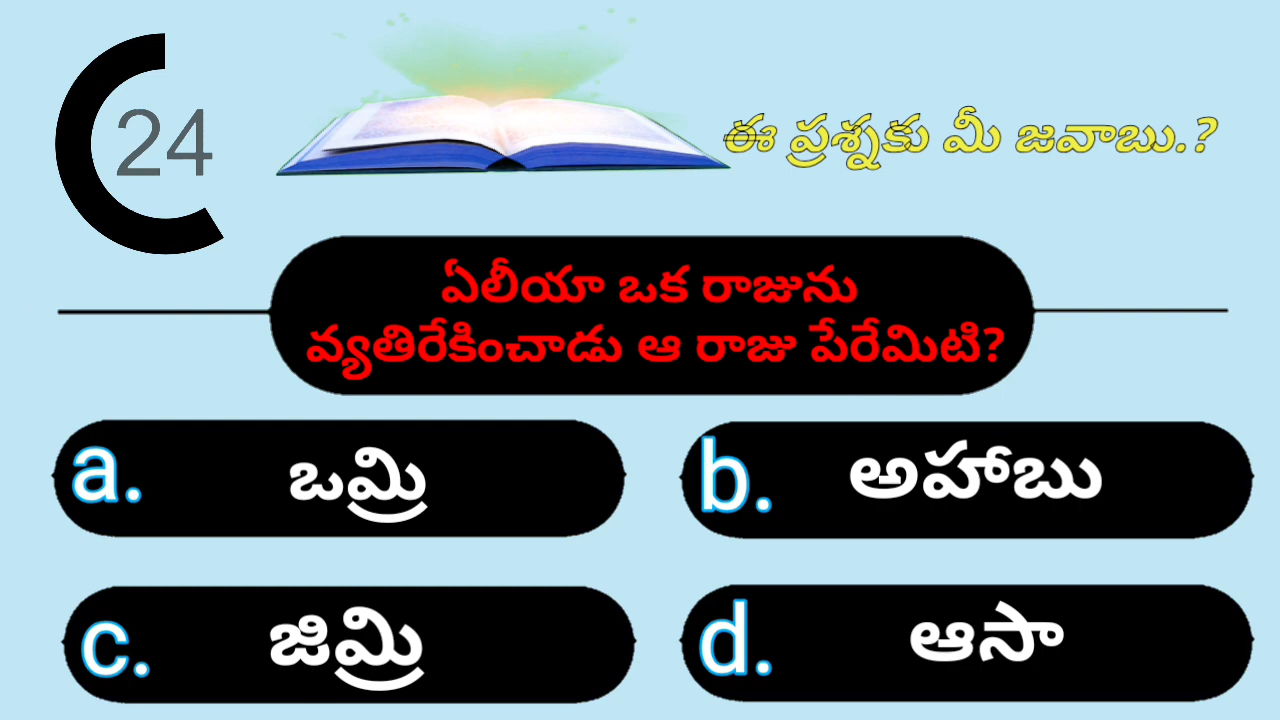 24
ఈ ప్రశ్నకు మీ జవాబు.?
ఏలీయా ఒక రాజును
వ్యతిరేకించాడు ఆ రాజు పేరేమిటి?
a. ఒమ్రి
b. అహాబు
c. జిమ్రి
d. ఆసా